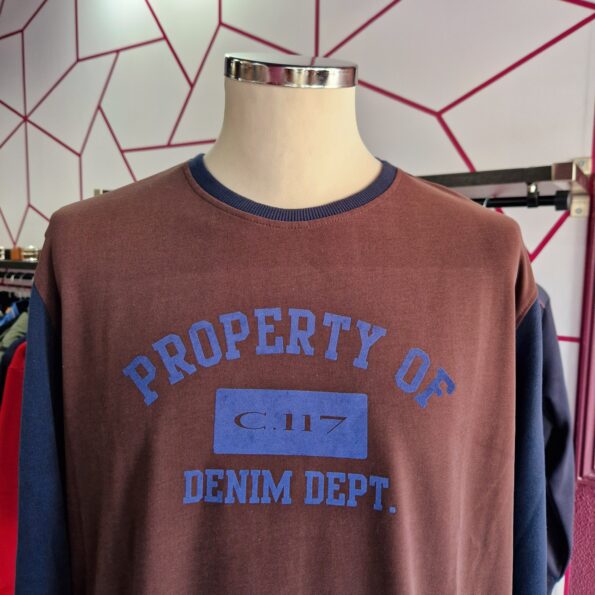 PROPERTY OF
C.117
DENIM DEPT.